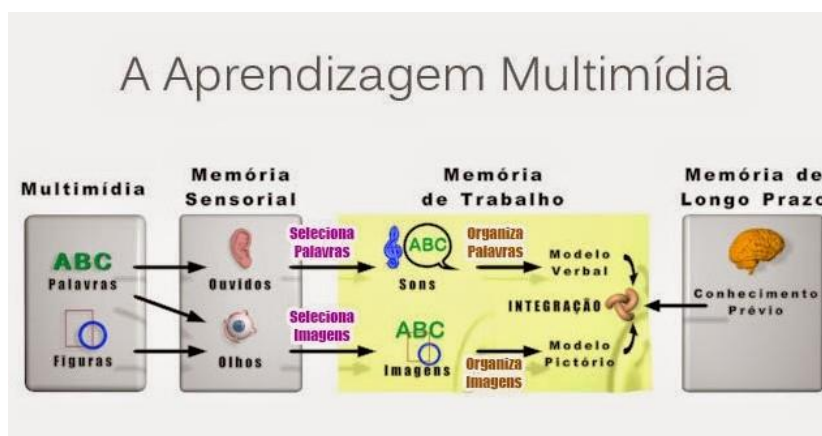 A Aprendizagem Multimídia
Multimídia
Memória
Sensorial
Memória
de Trabalho
Memória de
Longo Prazo
ABC
Palavras
Figuras
Ouvidos
Olhos
Seleciona
Palavras
Seleciona
Imagens
ABC
Sons
ABC
Imagens
Organiza
Palavras
Organiza
Imagens
Modelo
Verbal
INTEGRAÇÃO
Modelo
Pictório
Conhecimento
Prévio